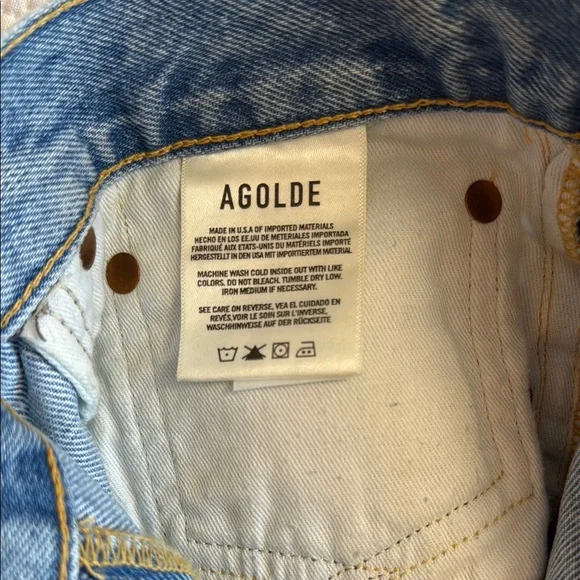 AGOLDE
MADE IN U.S.A OF IMPORTED MATERIALS
HECHO EN LOS EE.UU DE METERIALES IMPORTADA
FABRIQUÉ AUX ETATS-UNIS DU MATÉRIELS IMPORTE
HERGESTELLT IN DEN USA MIT IMPORTIERTEM MATERIAL
MACHINE WASH COLD INSIDE OUT WITH LIKE
COLORS. DO NOT BLEACH. TUMBLE DRY LOW.
IRON MEDIUM IF NECESSARY.
SEE CARE ON REVERSE, VEA EL CUIDADO EN
REVÉS,VOIR LE SOIN SUR L'INVERSE,
WASCHHINWEISE AUF DER RÜCKSEITE